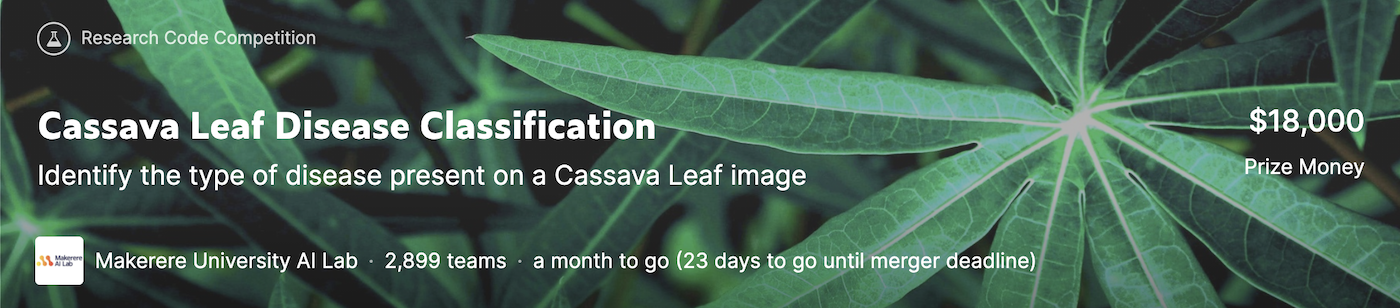 Research Code Competition
Cassava Leaf Disease Classification
$18,000
Identify the type of disease present on a Cassava Leaf image
Prize Money
Makerere
AI Lab
Makerere University AI Lab · 2,899 teams · a month to go (23 days to go until merger deadline)